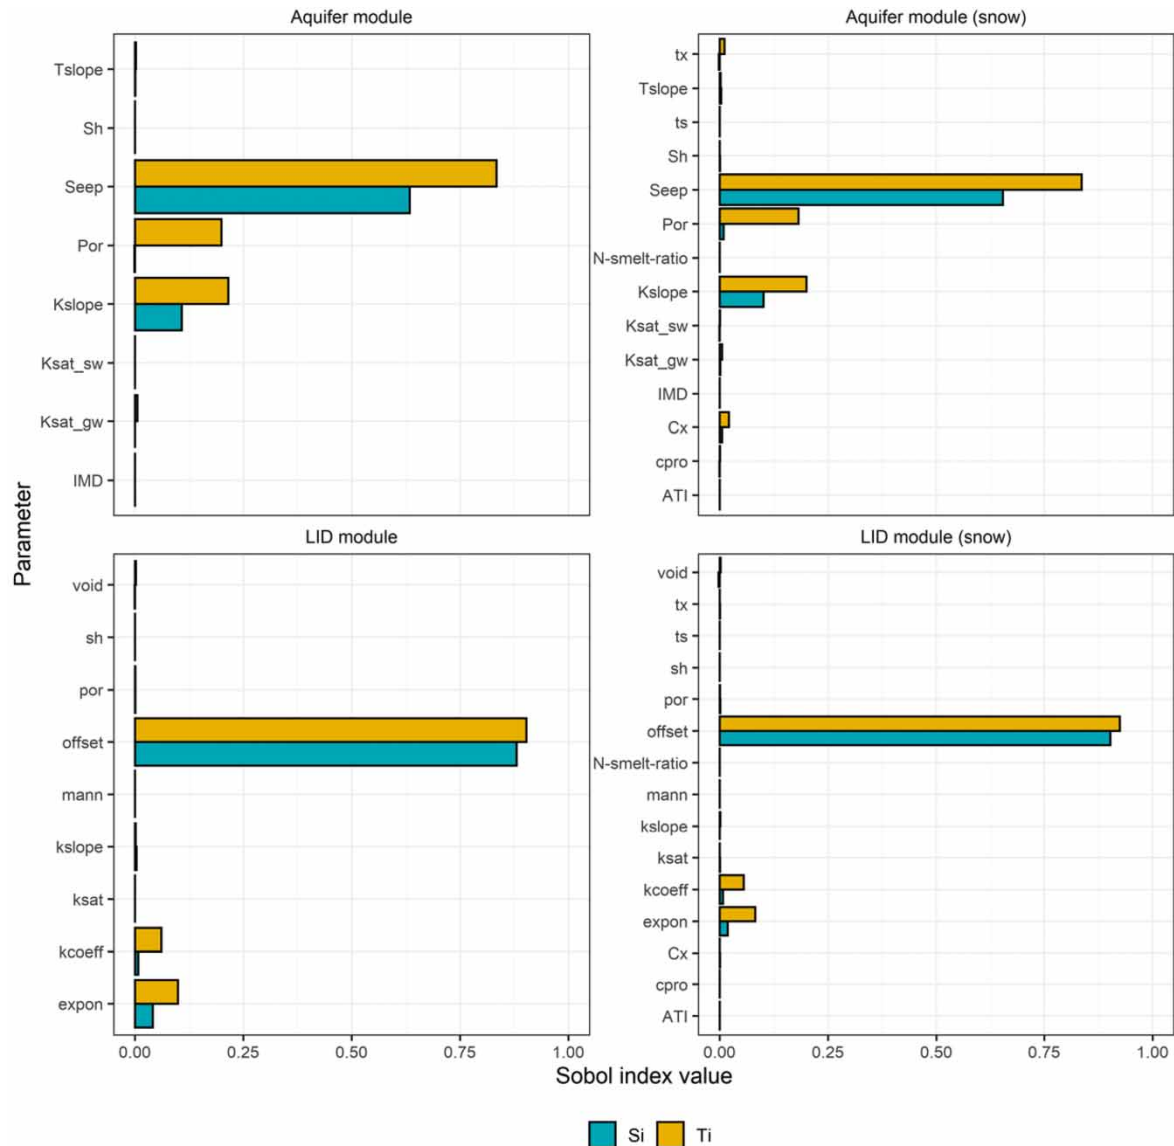 Aquifer module
Tslope
Sh
Seep
Por
Kslope
Ksat_sw
Ksat_gw
IMD
Aquifer module (snow)
tx
Tslope
ts
Sh
Seep
Por
N-smelt-ratio
Kslope
Ksat_sw
Ksat_gw
IMD
Cx
cpro
ATI
Parameter
LID module
void
sh
por
offset
mann
kslope
ksat
kcoeff
expon
0.00 0.25 0.50 0.75 1.00
LID module (snow)
void
tx
ts
sh
por
offset
N-smelt-ratio
mann
kslope
ksat
kcoeff
expon
Cx
cpro
ATI
0.00 0.25 0.50 0.75 1.00
Sobol index value
Si Ti